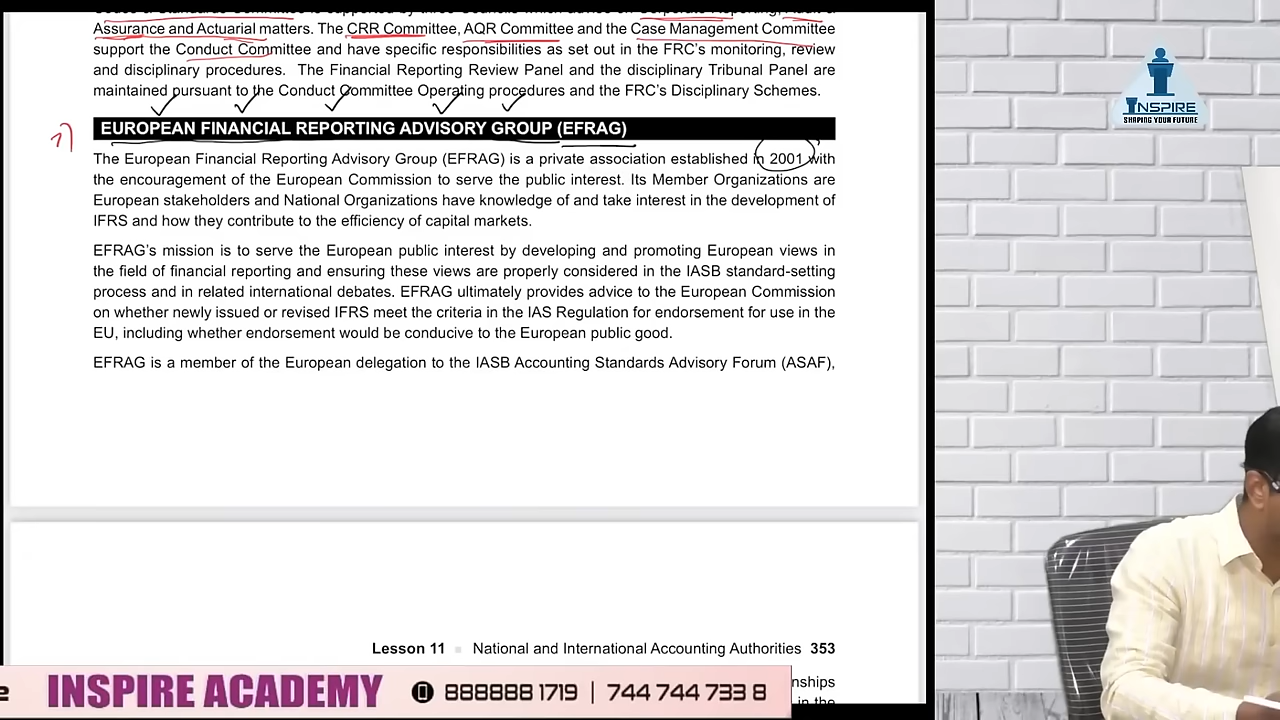 Assurance and Actuarial matters. The CRR Committee, AQR Committee and the Case Management Committee
support the Conduct Committee and have specific responsibilities as set out in the FRC's monitoring, review
and disciplinary procedures. The Financial Reporting Review Panel and the disciplinary Tribunal Panel are
maintained pursuant to the Conduct Committee Operating procedures and the FRC's Disciplinary Schemes.
EUROPEAN FINANCIAL REPORTING ADVISORY GROUP (EFRAG)
The European Financial Reporting Advisory Group (EFRAG) is a private association established in 2001 with
the encouragement of the European Commission to serve the public interest. Its Member Organizations are
European stakeholders and National Organizations have knowledge of and take interest in the development of
IFRS and how they contribute to the efficiency of capital markets.
EFRAG's mission is to serve the European public interest by developing and promoting European views in
the field of financial reporting and ensuring these views are properly considered in the IASB standard-setting
process and in related international debates. EFRAG ultimately provides advice to the European Commission
on whether newly issued or revised IFRS meet the criteria in the IAS Regulation for endorsement for use in the
EU, including whether endorsement would be conducive to the European public good.
EFRAG is a member of the European delegation to the IASB Accounting Standards Advisory Forum (ASAF),
Lesson 11 National and International Accounting Authorities 353
in the
INSPIRE ACADEMY 888888 1719 | 744 744 733 8
INSPIRE
SHAPING YOUR FUTURE